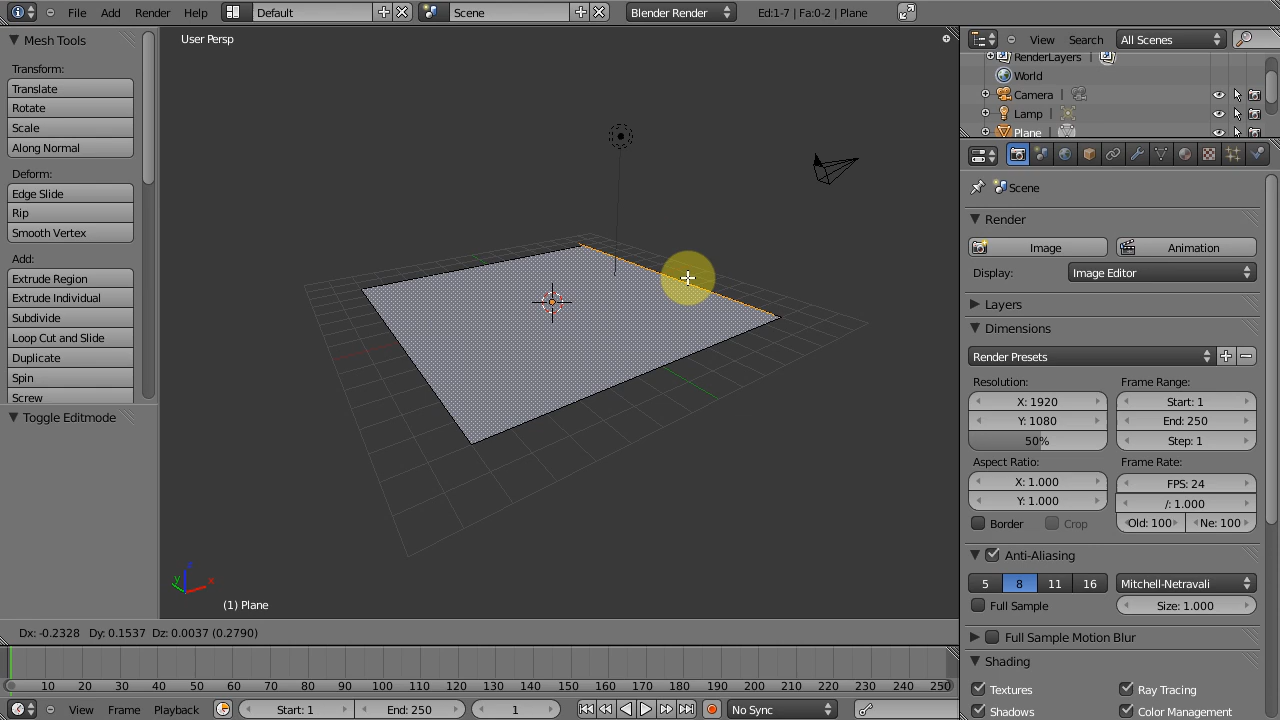 File Add Render Help Default Scene Blender Render Ed:1-7 | Fa:0-2 | Plane
Mesh Tools
Transform:
Translate
Rotate
Scale
Along Normal
Deform:
Edge Slide
Rip
Smooth Vertex
Add:
Extrude Region
Extrude Individual
Subdivide
Loop Cut and Slide
Duplicate
Spin
Screw
Toggle Editmode
User Persp
z
y
x
(1) Plane
Dx: -0.2328 Dy: 0.1537 Dz: 0.0037 (0.2790)
View Search All Scenes
RenderLayers |
World
Camera |
Lamp |
Plane |
Scene
Render
Image Animation
Display: Image Editor
Layers
Dimensions
Render Presets
Resolution: Frame Range:
X: 1920 Start: 1
Y: 1080 End: 250
50% Step: 1
Aspect Ratio: Frame Rate:
X: 1.000 FPS: 24
Y: 1.000 /: 1.000
Border Crop Old: 100 Ne: 100
Anti-Aliasing
5 8 11 16 Mitchell-Netravali
Full Sample Size: 1.000
Full Sample Motion Blur
Shading
Textures Ray Tracing
Shadows Color Management
10 20 30 40 50 60 70 80 90 100 110 120 130 140 150 160 170 180 190 200 210 220 230 240 250
View Frame Playback Start: 1 End: 250 1 No Sync